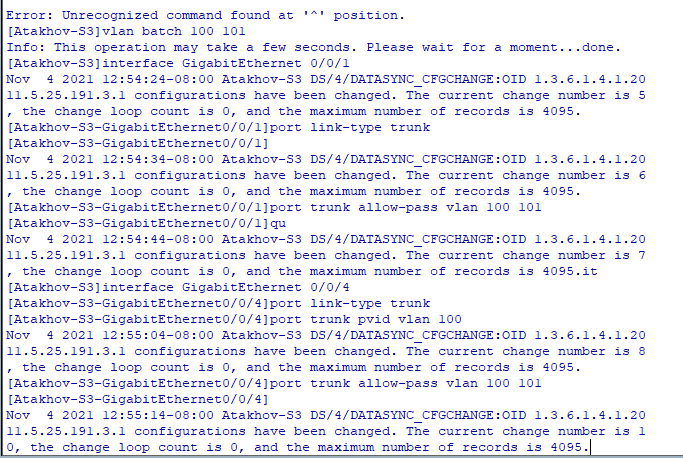 Error: Unrecognized command found at '^' position.
[Atakhov-S3]vlan batch 100 101
Info: This operation may take a few seconds. Please wait for a moment...done.
[Atakhov-S3]interface GigabitEthernet 0/0/1
Nov  4 2021 12:54:24-08:00 Atakhov-S3 DS/4/DATASYNC_CFGCHANGE:OID 1.3.6.1.4.1.20
11.5.25.191.3.1 configurations have been changed. The current change number is 5
, the change loop count is 0, and the maximum number of records is 4095.
[Atakhov-S3-GigabitEthernet0/0/1]port link-type trunk
[Atakhov-S3-GigabitEthernet0/0/1]
Nov  4 2021 12:54:34-08:00 Atakhov-S3 DS/4/DATASYNC_CFGCHANGE:OID 1.3.6.1.4.1.20
11.5.25.191.3.1 configurations have been changed. The current change number is 6
, the change loop count is 0, and the maximum number of records is 4095.
[Atakhov-S3-GigabitEthernet0/0/1]port trunk allow-pass vlan 100 101
[Atakhov-S3-GigabitEthernet0/0/1]qu
Nov  4 2021 12:54:44-08:00 Atakhov-S3 DS/4/DATASYNC_CFGCHANGE:OID 1.3.6.1.4.1.20
11.5.25.191.3.1 configurations have been changed. The current change number is 7
, the change loop count is 0, and the maximum number of records is 4095.it
[Atakhov-S3]interface GigabitEthernet 0/0/4
[Atakhov-S3-GigabitEthernet0/0/4]port link-type trunk
[Atakhov-S3-GigabitEthernet0/0/4]port trunk pvid vlan 100
Nov  4 2021 12:55:04-08:00 Atakhov-S3 DS/4/DATASYNC_CFGCHANGE:OID 1.3.6.1.4.1.20
11.5.25.191.3.1 configurations have been changed. The current change number is 8
, the change loop count is 0, and the maximum number of records is 4095.
[Atakhov-S3-GigabitEthernet0/0/4]port trunk allow-pass vlan 100 101
[Atakhov-S3-GigabitEthernet0/0/4]
Nov  4 2021 12:55:14-08:00 Atakhov-S3 DS/4/DATASYNC_CFGCHANGE:OID 1.3.6.1.4.1.20
11.5.25.191.3.1 configurations have been changed. The current change number is 1
0, the change loop count is 0, and the maximum number of records is 4095.